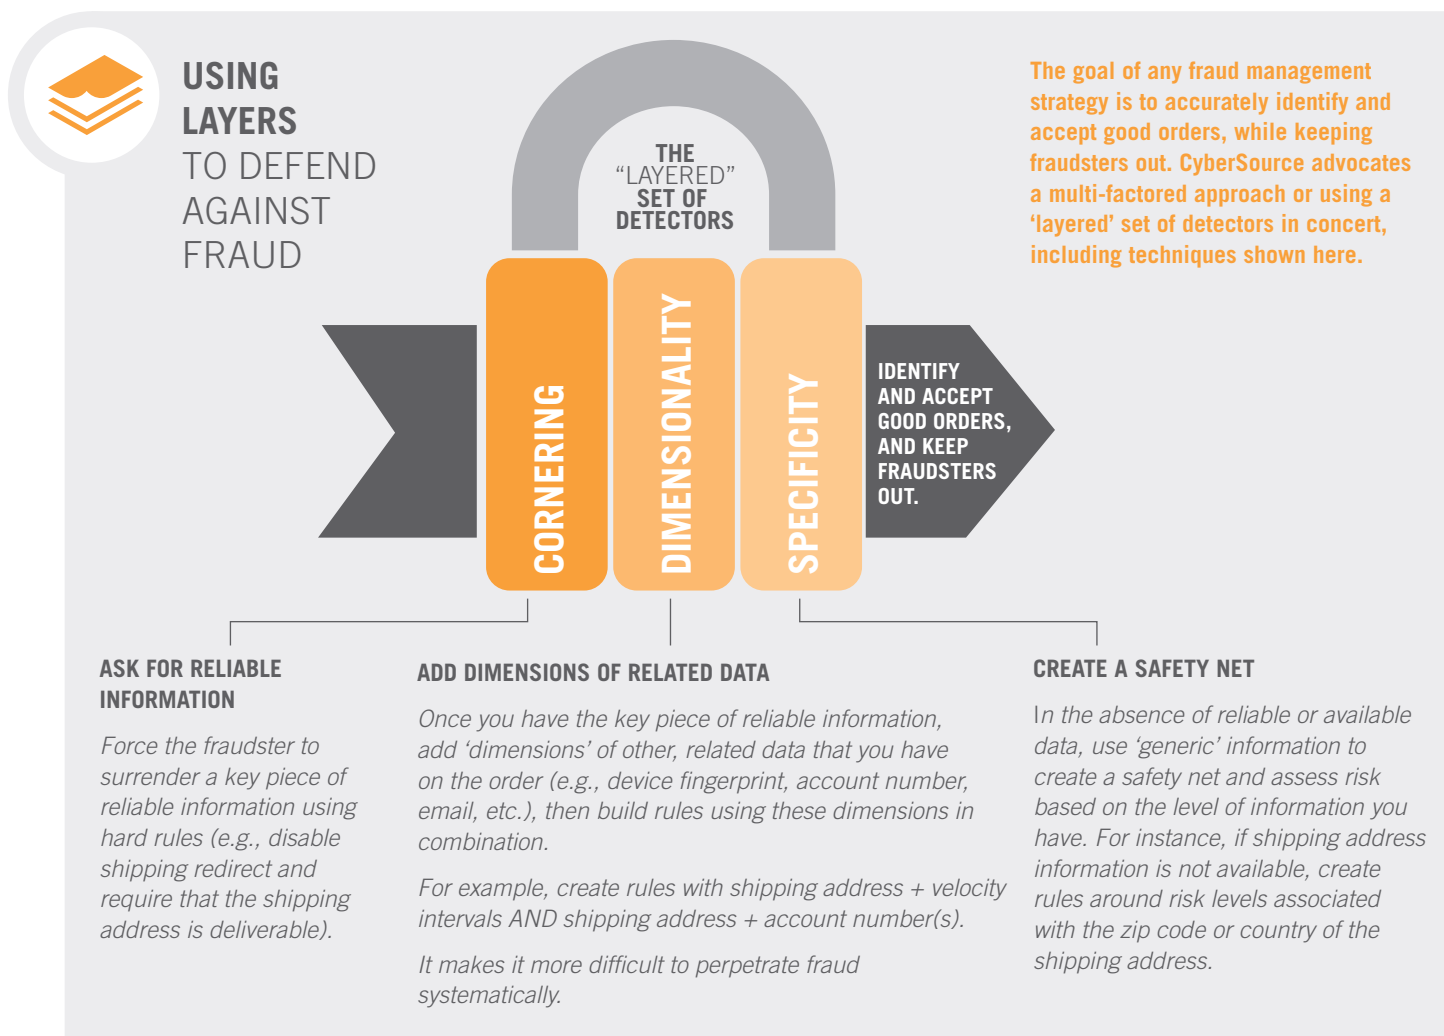 USING
LAYERS
TO DEFEND
AGAINST
FRAUD
THE
“LAYERED”
SET OF
DETECTORS
The goal of any fraud management
strategy is to accurately identify and
accept good orders, while keeping
fraudsters out. CyberSource advocates
a multi-factored approach or using a
‘layered’ set of detectors in concert,
including techniques shown here.
CORNERING
DIMENSIONALITY
SPECIFICITY
IDENTIFY
AND ACCEPT
GOOD ORDERS,
AND KEEP
FRAUDSTERS
OUT.
ASK FOR RELIABLE
INFORMATION
Force the fraudster to
surrender a key piece of
reliable information using
hard rules (e.g., disable
shipping redirect and
require that the shipping
address is deliverable).
ADD DIMENSIONS OF RELATED DATA
Once you have the key piece of reliable information,
add ‘dimensions’ of other, related data that you have
on the order (e.g., device fingerprint, account number,
email, etc.), then build rules using these dimensions in
combination.
For example, create rules with shipping address + velocity
intervals AND shipping address + account number(s).
It makes it more difficult to perpetrate fraud
systematically.
CREATE A SAFETY NET
In the absence of reliable or available
data, use ‘generic’ information to
create a safety net and assess risk
based on the level of information you
have. For instance, if shipping address
information is not available, create
rules around risk levels associated
with the zip code or country of the
shipping address.